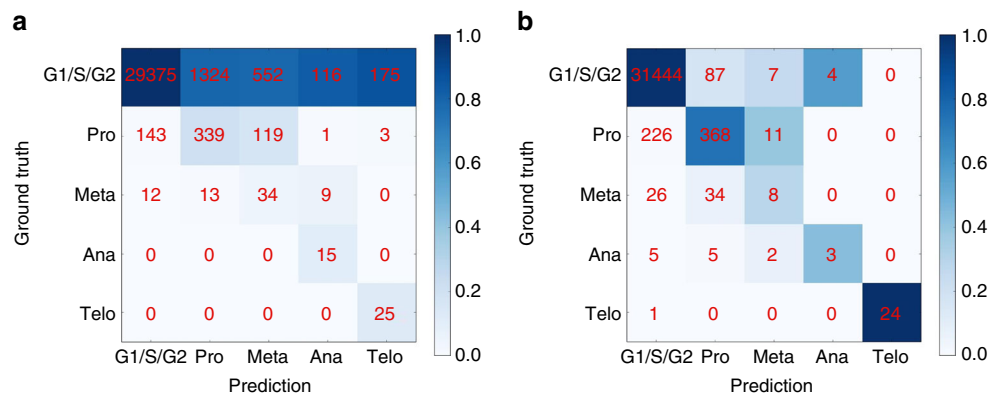 a
G1/S/G2 29375 1324 552 116 175
Pro 143 339 119 1 3
Meta 12 13 34 9 0
Ana 0 0 0 15 0
Telo 0 0 0 0 25
G1/S/G2 Pro Meta Ana Telo
Prediction
Ground truth
1.0
0.8
0.6
0.4
0.2
0.0
b
G1/S/G2 31444 87 7 4 0
Pro 226 368 11 0 0
Meta 26 34 8 0 0
Ana 5 5 2 3 0
Telo 1 0 0 0 24
G1/S/G2 Pro Meta Ana Telo
Prediction
Ground truth
1.0
0.8
0.6
0.4
0.2
0.0